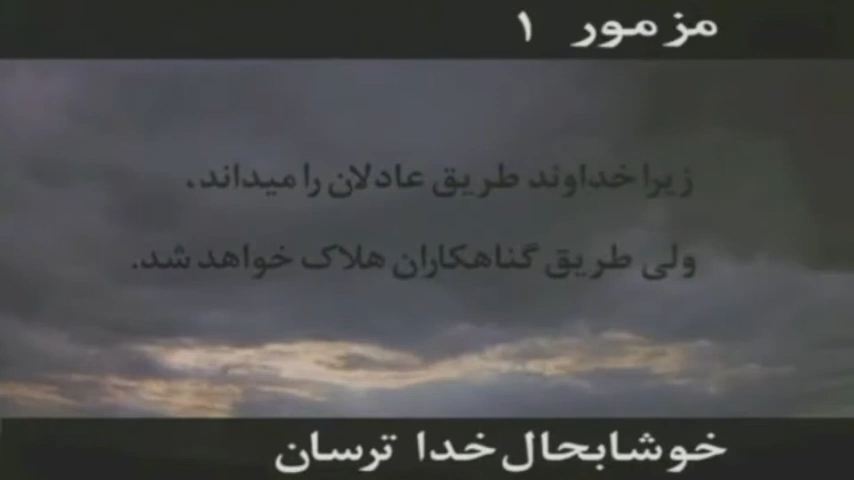 مزمور ۱
زیرا خداوند طریق عادلان را میداند،
ولی طریق گناهکاران هلاک خواهد شد.
خوشابحال خدا ترسان